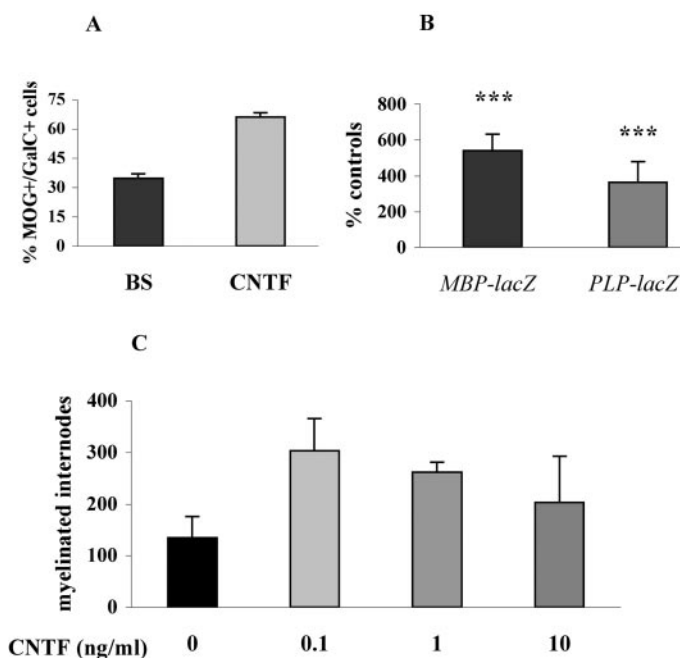 A
% MOG+/GalC+ cells
75
60
45
30
15
0
BS CNTF
B
% controls
800
600
400
200
0
***
***
MBP-lacZ PLP-lacZ
C
myelinated internodes
400
300
200
100
0
CNTF (ng/ml) 0 0.1 1 10